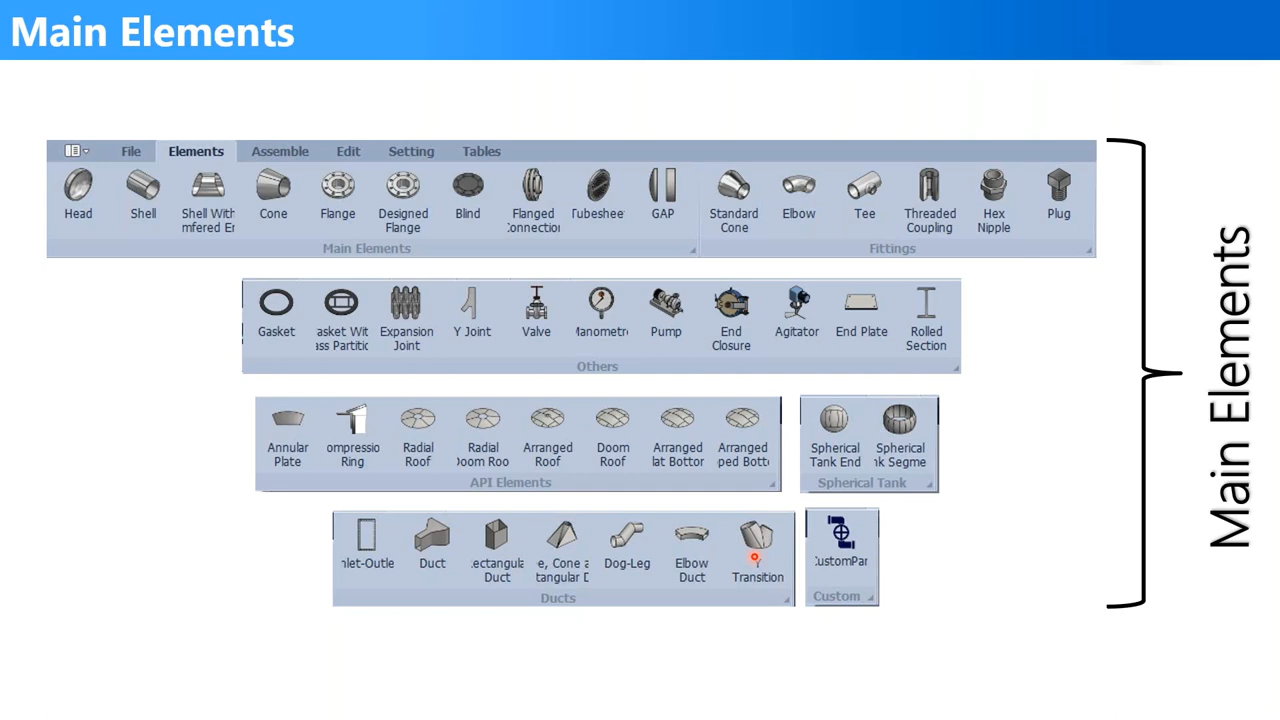 Main Elements
File Elements Assemble Edit Setting Tables
Head Shell Shell With Cone Flange Designed Blind Flanged Tubeshee GAP Standard Elbow Tee Threaded Hex Plug
mfered Er Flange Connection Cone Coupling Nipple
Main Elements Fittings
Gasket asket Wit Expansion Y Joint Valve Manometr Pump End Agitator End Plate Rolled
ass Partitic Joint Closure Section
Others
Annular ompressio Radial Radial Arranged Doom Arranged Arranged Spherical Spherical
Plate Ring Roof Doom Roo Roof Roof lat Bottor ped Bott Tank End nk Segme
API Elements Spherical Tank
nlet-Outle Duct Rectangula e, Cone a Dog-Leg Elbow Y CustomPar
Duct tangular D Duct Transition
Ducts Custom
Main Elements